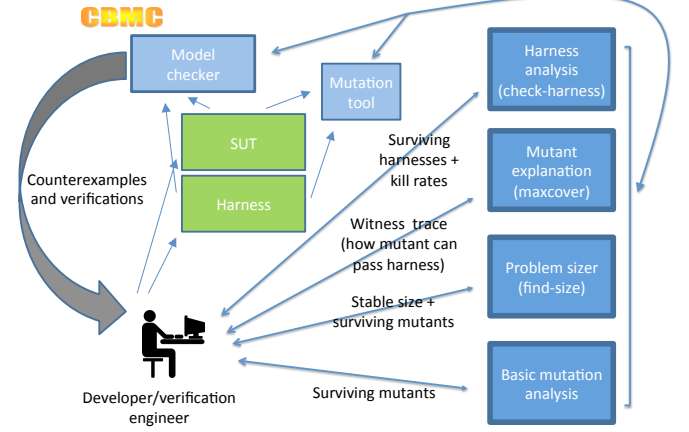 CBMC
Model
checker
Mutation
tool
SUT
Harness
Counterexamples
and verifications
Developer/verification
engineer
Surviving
harnesses +
kill rates
Witness trace
(how mutant can
pass harness)
Stable size +
surviving mutants
Surviving mutants
Harness
analysis
(check-harness)
Mutant
explanation
(maxcover)
Problem sizer
(find-size)
Basic mutation
analysis